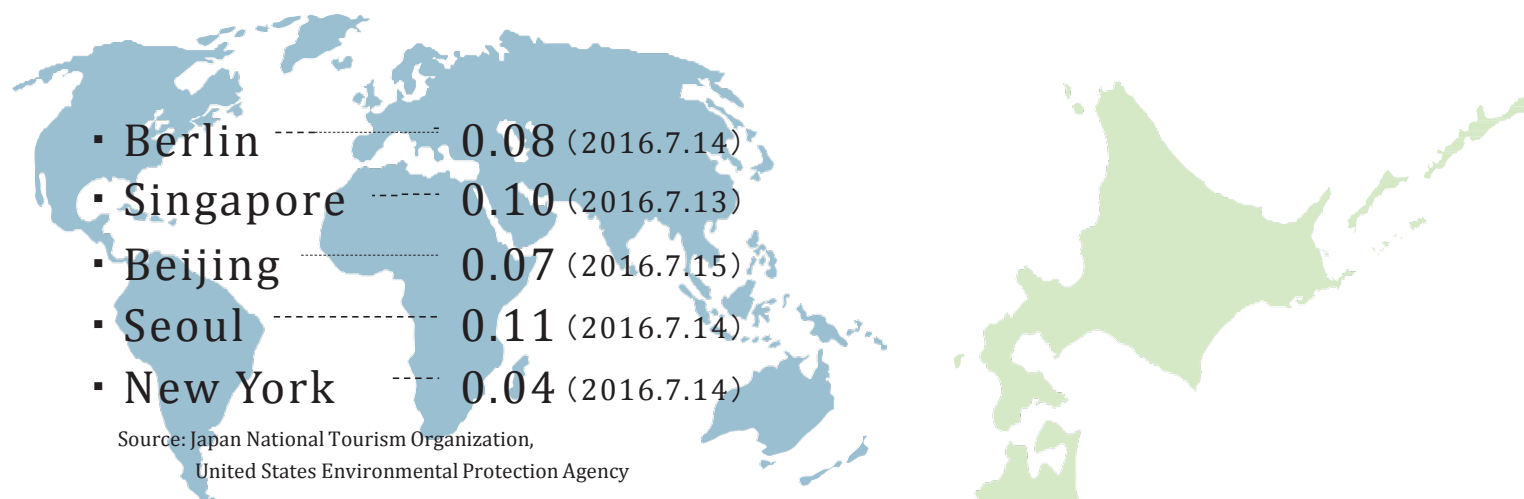 ▪ Berlin 0.08 (2016.7.14)
▪ Singapore 0.10 (2016.7.13)
▪ Beijing 0.07 (2016.7.15)
▪ Seoul 0.11 (2016.7.14)
▪ New York 0.04 (2016.7.14)
Source: Japan National Tourism Organization,
United States Environmental Protection Agency